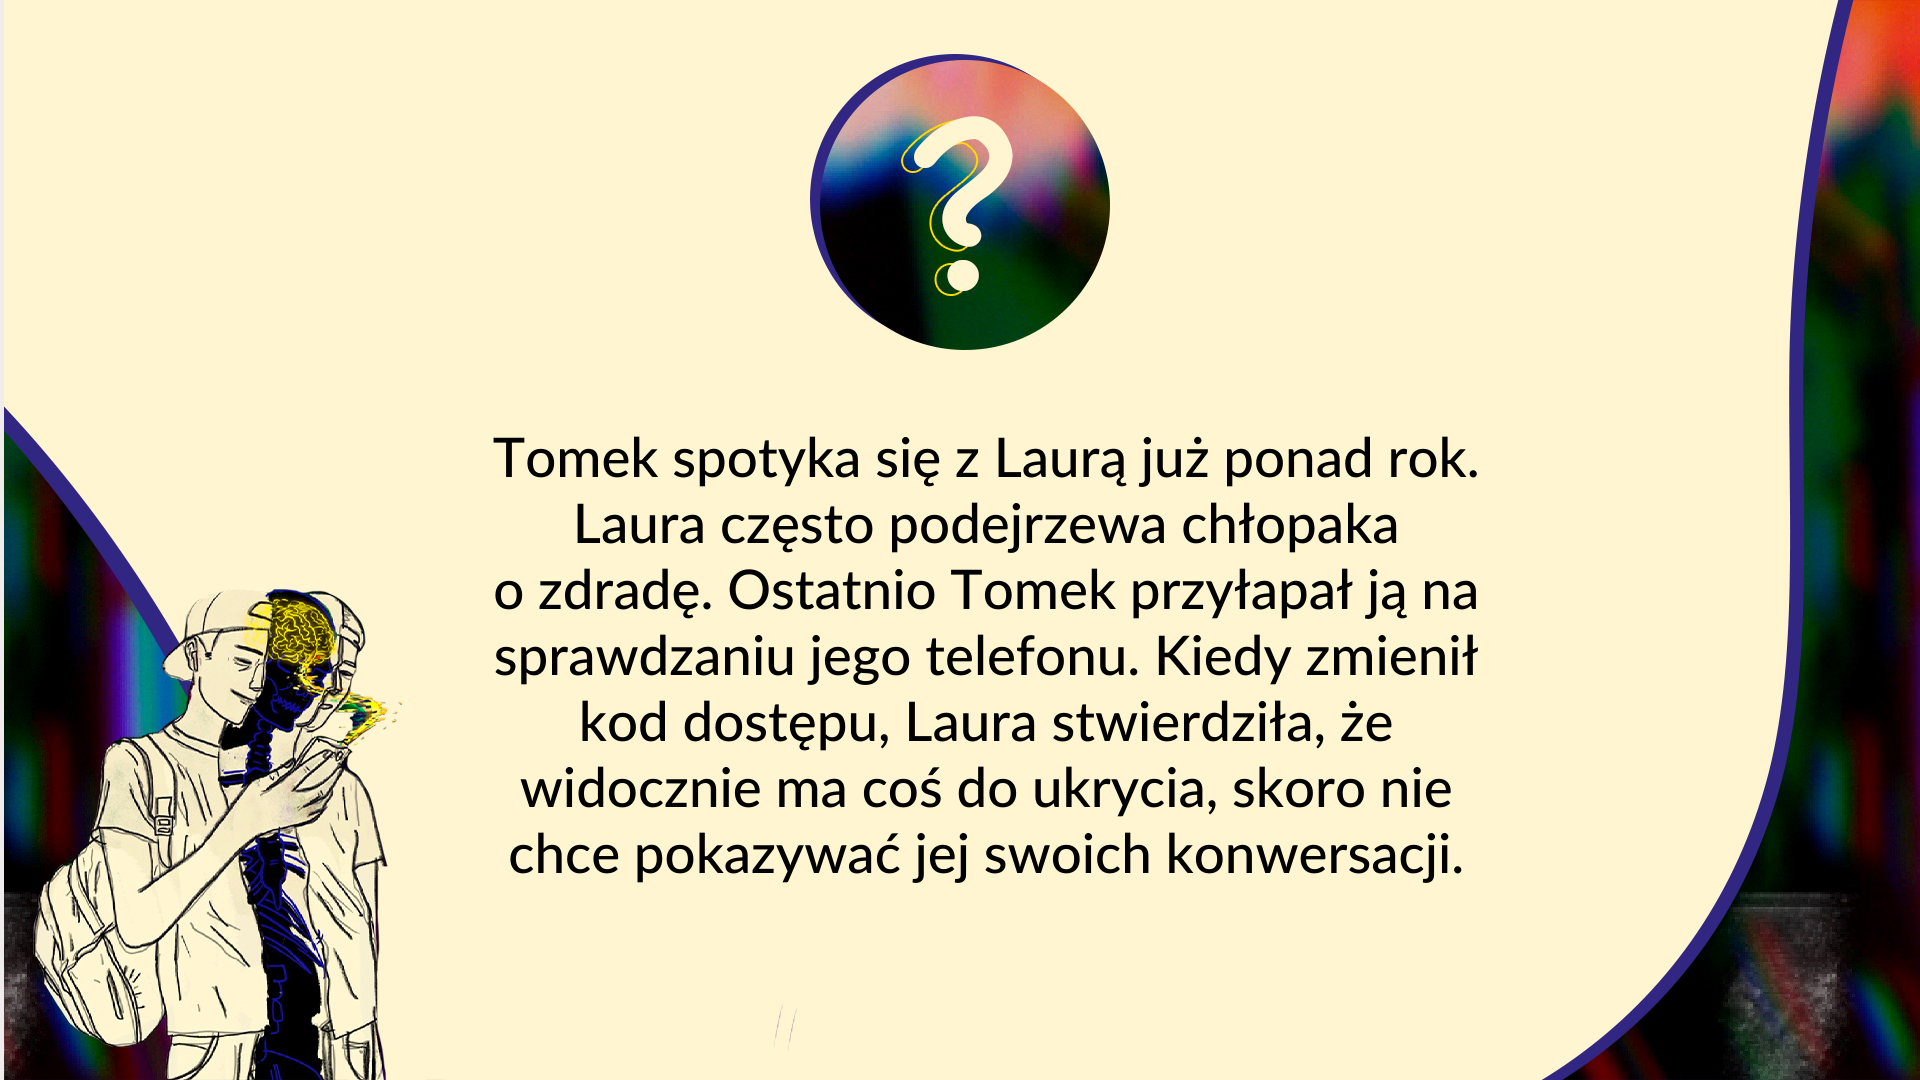 ?
Tomek spotyka się z Laurą już ponad rok.
Laura często podejrzewa chłopaka
o zdradę. Ostatnio Tomek przyłapał ją na
sprawdzaniu jego telefonu. Kiedy zmienił
kod dostępu, Laura stwierdziła, że
widocznie ma coś do ukrycia, skoro nie
chce pokazywać jej swoich konwersacji.